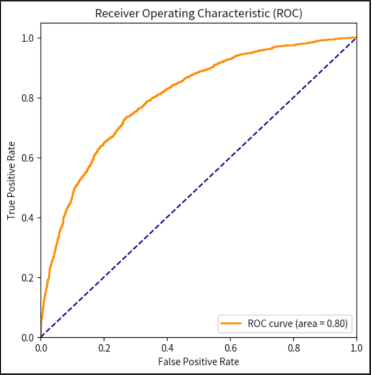 Receiver Operating Characteristic (ROC)
True Positive Rate
1.0
0.8
0.6
0.4
0.2
0.0
ROC curve (area = 0.80)
0.0 0.2 0.4 0.6 0.8 1.0
False Positive Rate